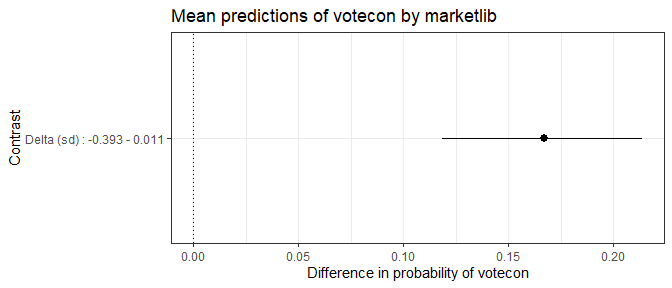 Mean predictions of votecon by marketlib
Contrast
Delta (sd) : -0.393 - 0.011
0.00 0.05 0.10 0.15 0.20
Difference in probability of votecon